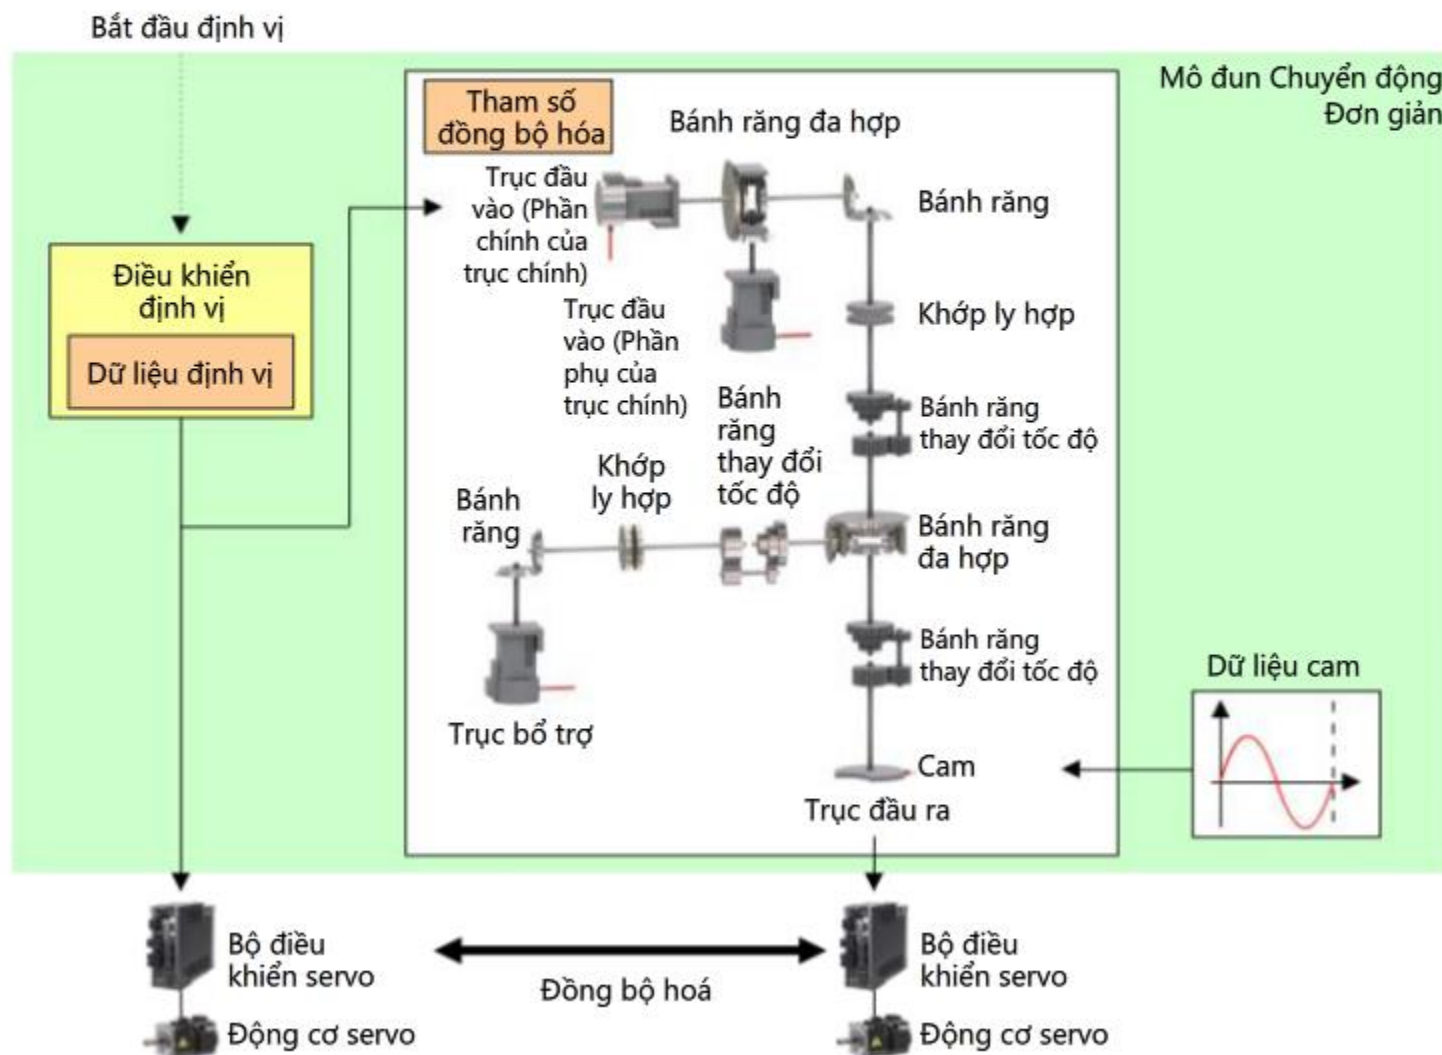 Bắt đầu định vị
Mô đun Chuyển động
Đơn giản
Tham số
đồng bộ hóa
Bánh răng đa hợp
Trục đầu
vào (Phần
chính của
trục chính)
Bánh răng
Điều khiển
định vị
Dữ liệu định vị
Trục đầu
vào (Phần
phụ của
trục chính)
Khớp ly hợp
Bánh răng
thay đổi tốc độ
Bánh
răng
thay đổi
tốc độ
Khớp
ly hợp
Bánh
răng
Bánh răng
đa hợp
Bánh răng
thay đổi tốc độ
Trục bổ trợ
Dữ liệu cam
Cam
Trục đầu ra
Bộ điều
khiển servo
Đồng bộ hoá
Bộ điều
khiển servo
Động cơ servo
Động cơ servo